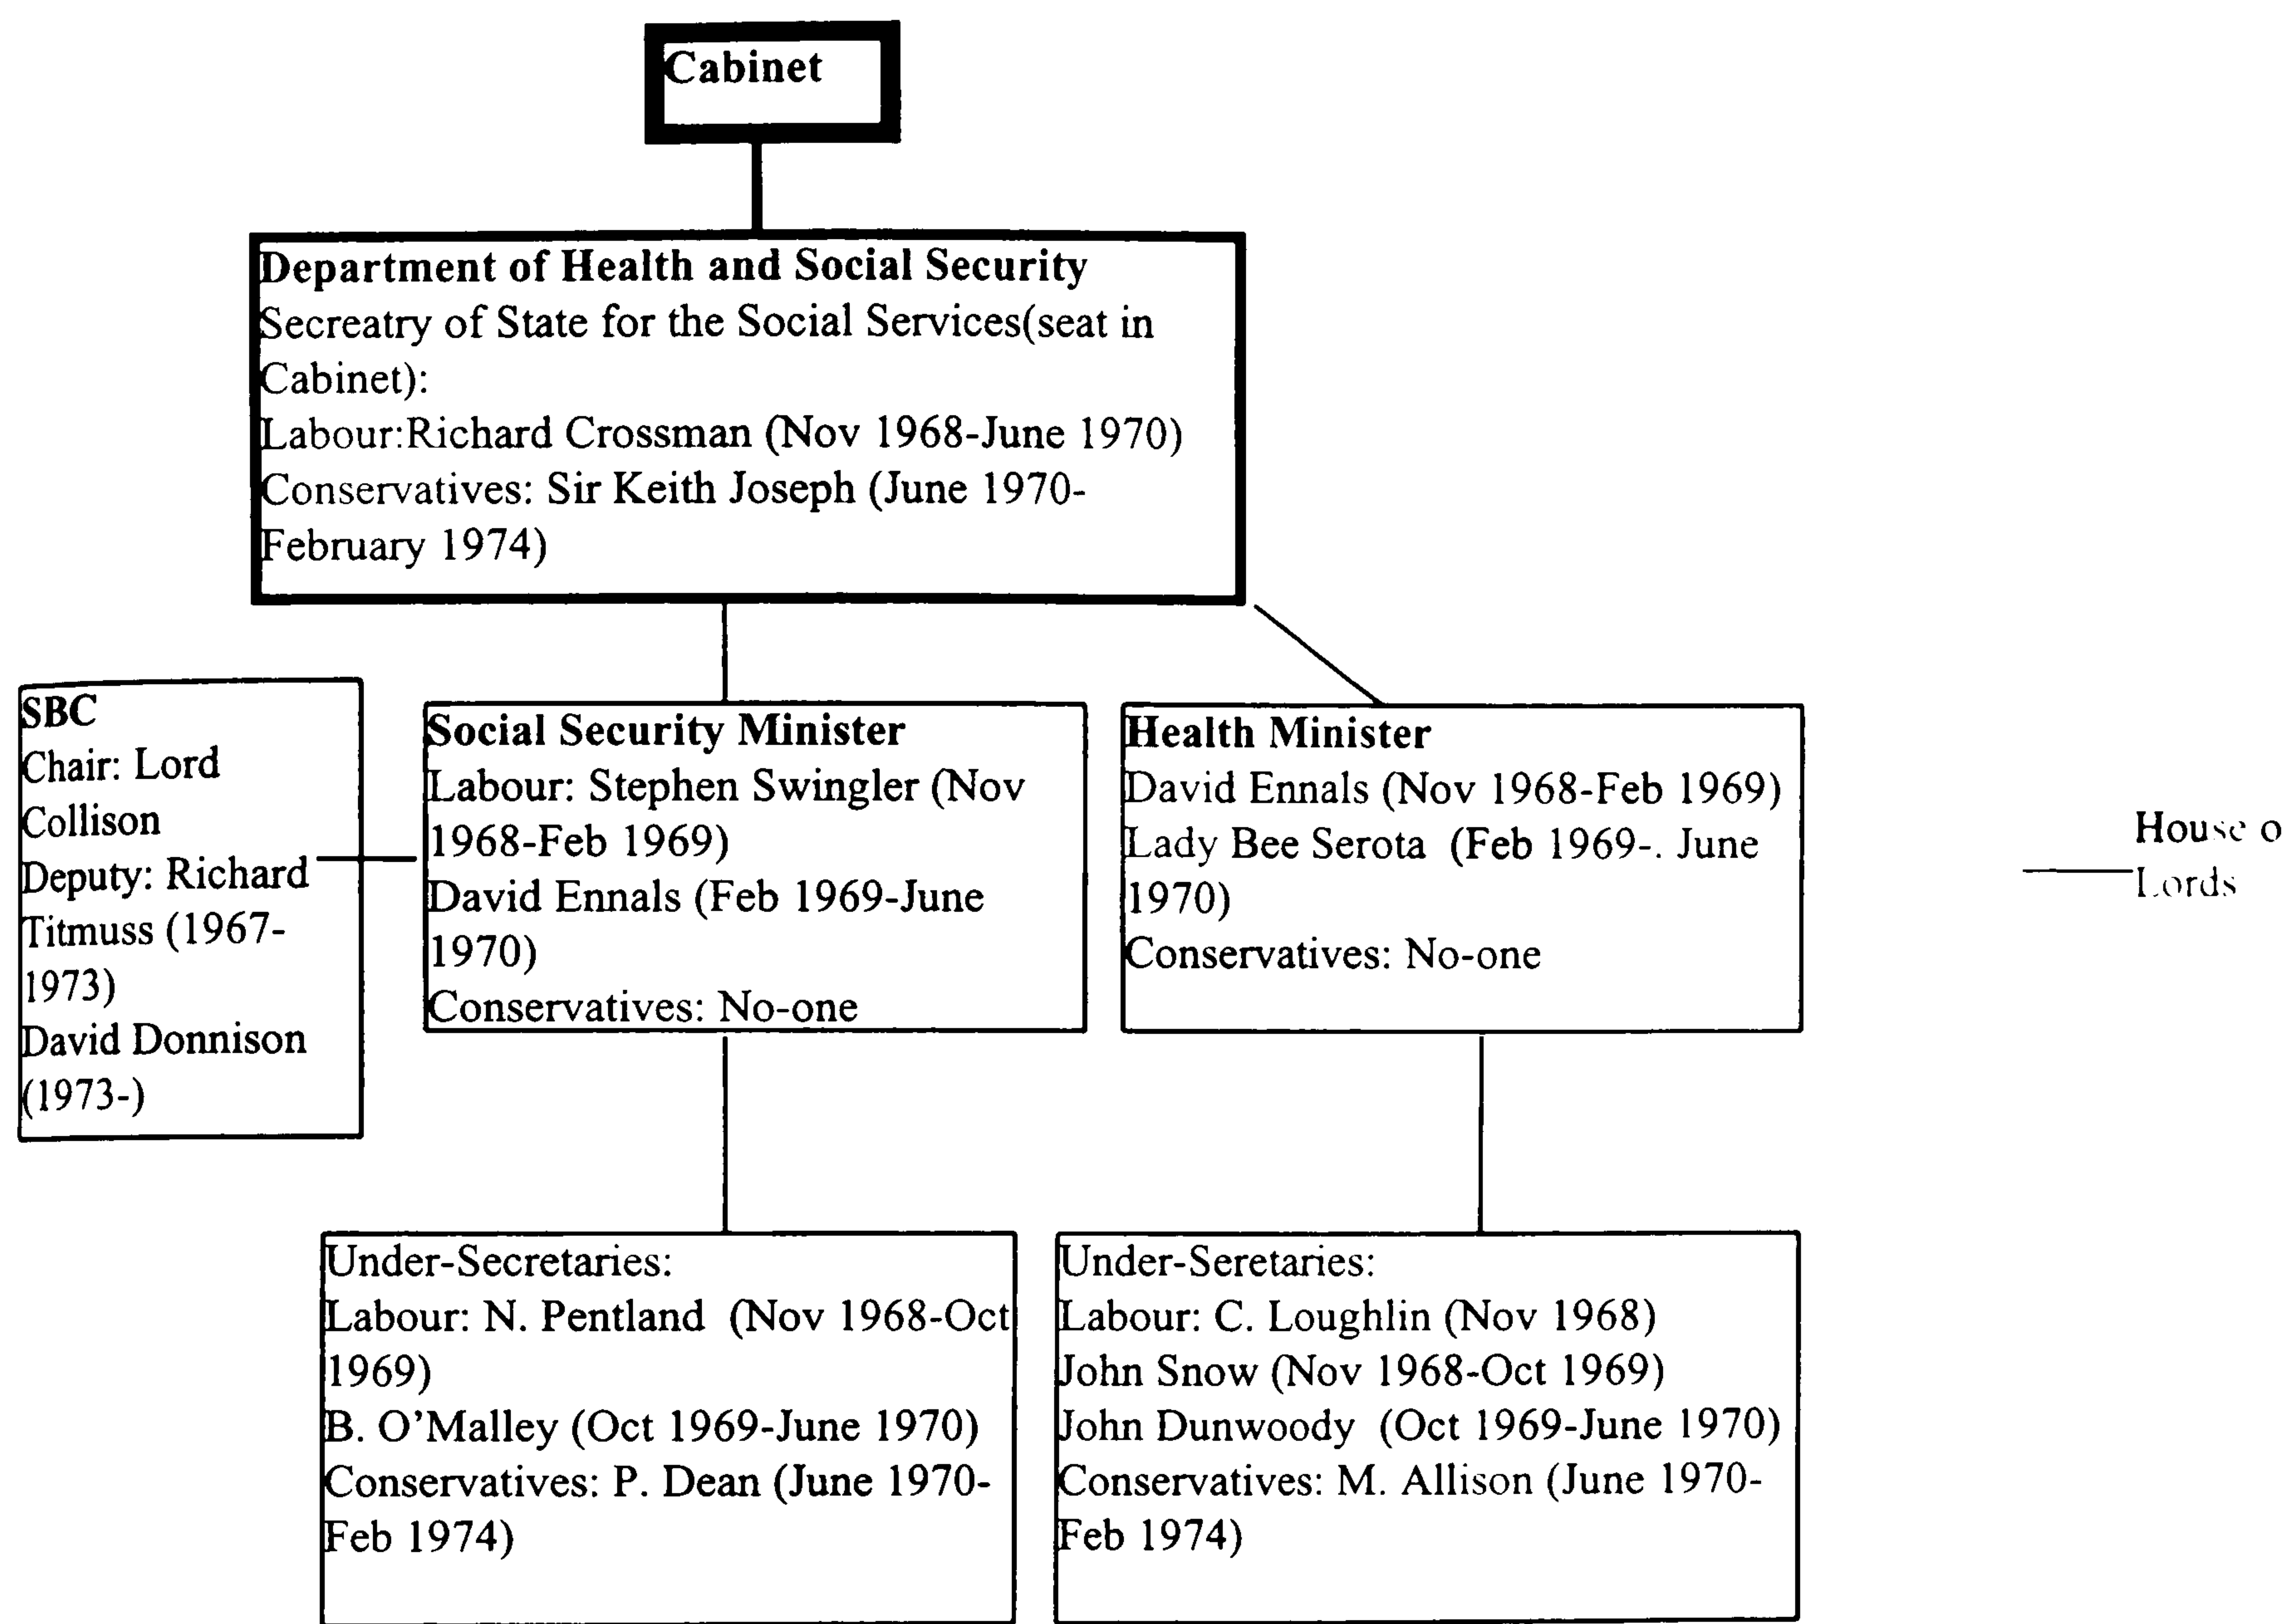 Cabinet
Department of Health and Social Security
Secreatry of State for the Social Services(seat in
Cabinet):
Labour:Richard Crossman (Nov 1968-June 1970)
Conservatives: Sir Keith Joseph (June 1970-
February 1974)
SBC
Chair: Lord
Collison
Deputy: Richard
Titmuss (1967-
1973)
David Donnison
(1973-)
Social Security Minister
Labour: Stephen Swingler (Nov
1968-Feb 1969)
David Ennals (Feb 1969-June
1970)
Conservatives: No-one
Health Minister
David Ennals (Nov 1968-Feb 1969)
Lady Bee Serota (Feb 1969-. June
1970)
Conservatives: No-one
House o
Lords
Under-Secretaries:
Labour: N. Pentland (Nov 1968-Oct
1969)
B. O'Malley (Oct 1969-June 1970)
Conservatives: P. Dean (June 1970-
Feb 1974)
Under-Seretaries:
Labour: C. Loughlin (Nov 1968)
John Snow (Nov 1968-Oct 1969)
John Dunwoody (Oct 1969-June 1970)
Conservatives: M. Allison (June 1970-
Feb 1974)